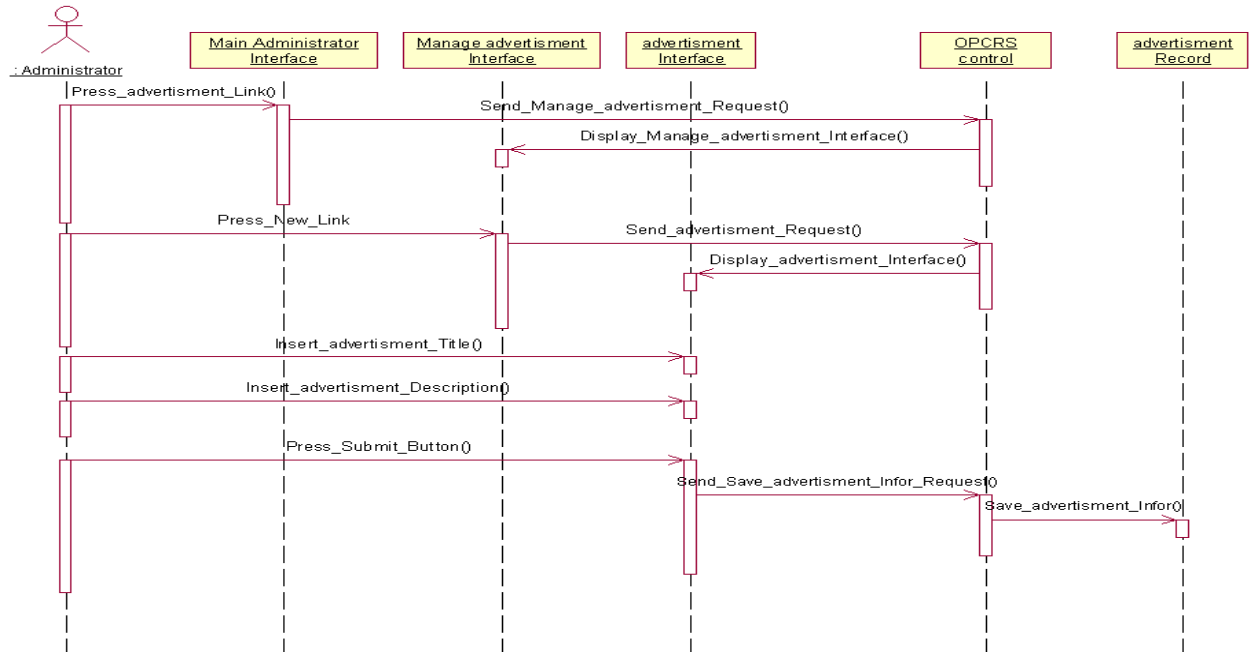 Main Administrator
Interface
Manage advertisment
Interface
advertisment
Interface
OPCRS
control
advertisment
Record
: Administrator
Press_advertisment_Link()
Send_Manage_advertisment_Request()
Display_Manage_advertisment_Interface()
Press_New_Link
Send_advertisment_Request()
Display_advertisment_Interface()
Insert_advertisment_Title()
Insert_advertisment_Description()
Press_Submit_Button()
Send_Save_advertisment_Infor_Request()
Save_advertisment_Infor()